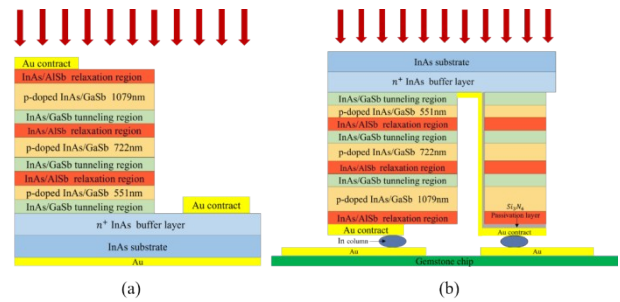 Au contract
InAs/AlSb relaxation region
p-doped InAs/GaSb 1079nm
InAs/GaSb tunneling region
InAs/AlSb relaxation region
p-doped InAs/GaSb 722nm
InAs/GaSb tunneling region
InAs/AlSb relaxation region
p-doped InAs/GaSb 551nm
InAs/GaSb tunneling region
Au contract
n⁺ InAs buffer layer
InAs substrate
Au
(a)
InAs substrate
n⁺ InAs buffer layer
InAs/GaSb tunneling region
p-doped InAs/GaSb 551nm
InAs/AlSb relaxation region
InAs/GaSb tunneling region
p-doped InAs/GaSb 722nm
InAs/AlSb relaxation region
InAs/GaSb tunneling region
p-doped InAs/GaSb 1079nm
InAs/AlSb relaxation region
Au contract
In column
Si₃N₄
Passivation layer
Au contract
Au
Au
Gemstone chip
(b)